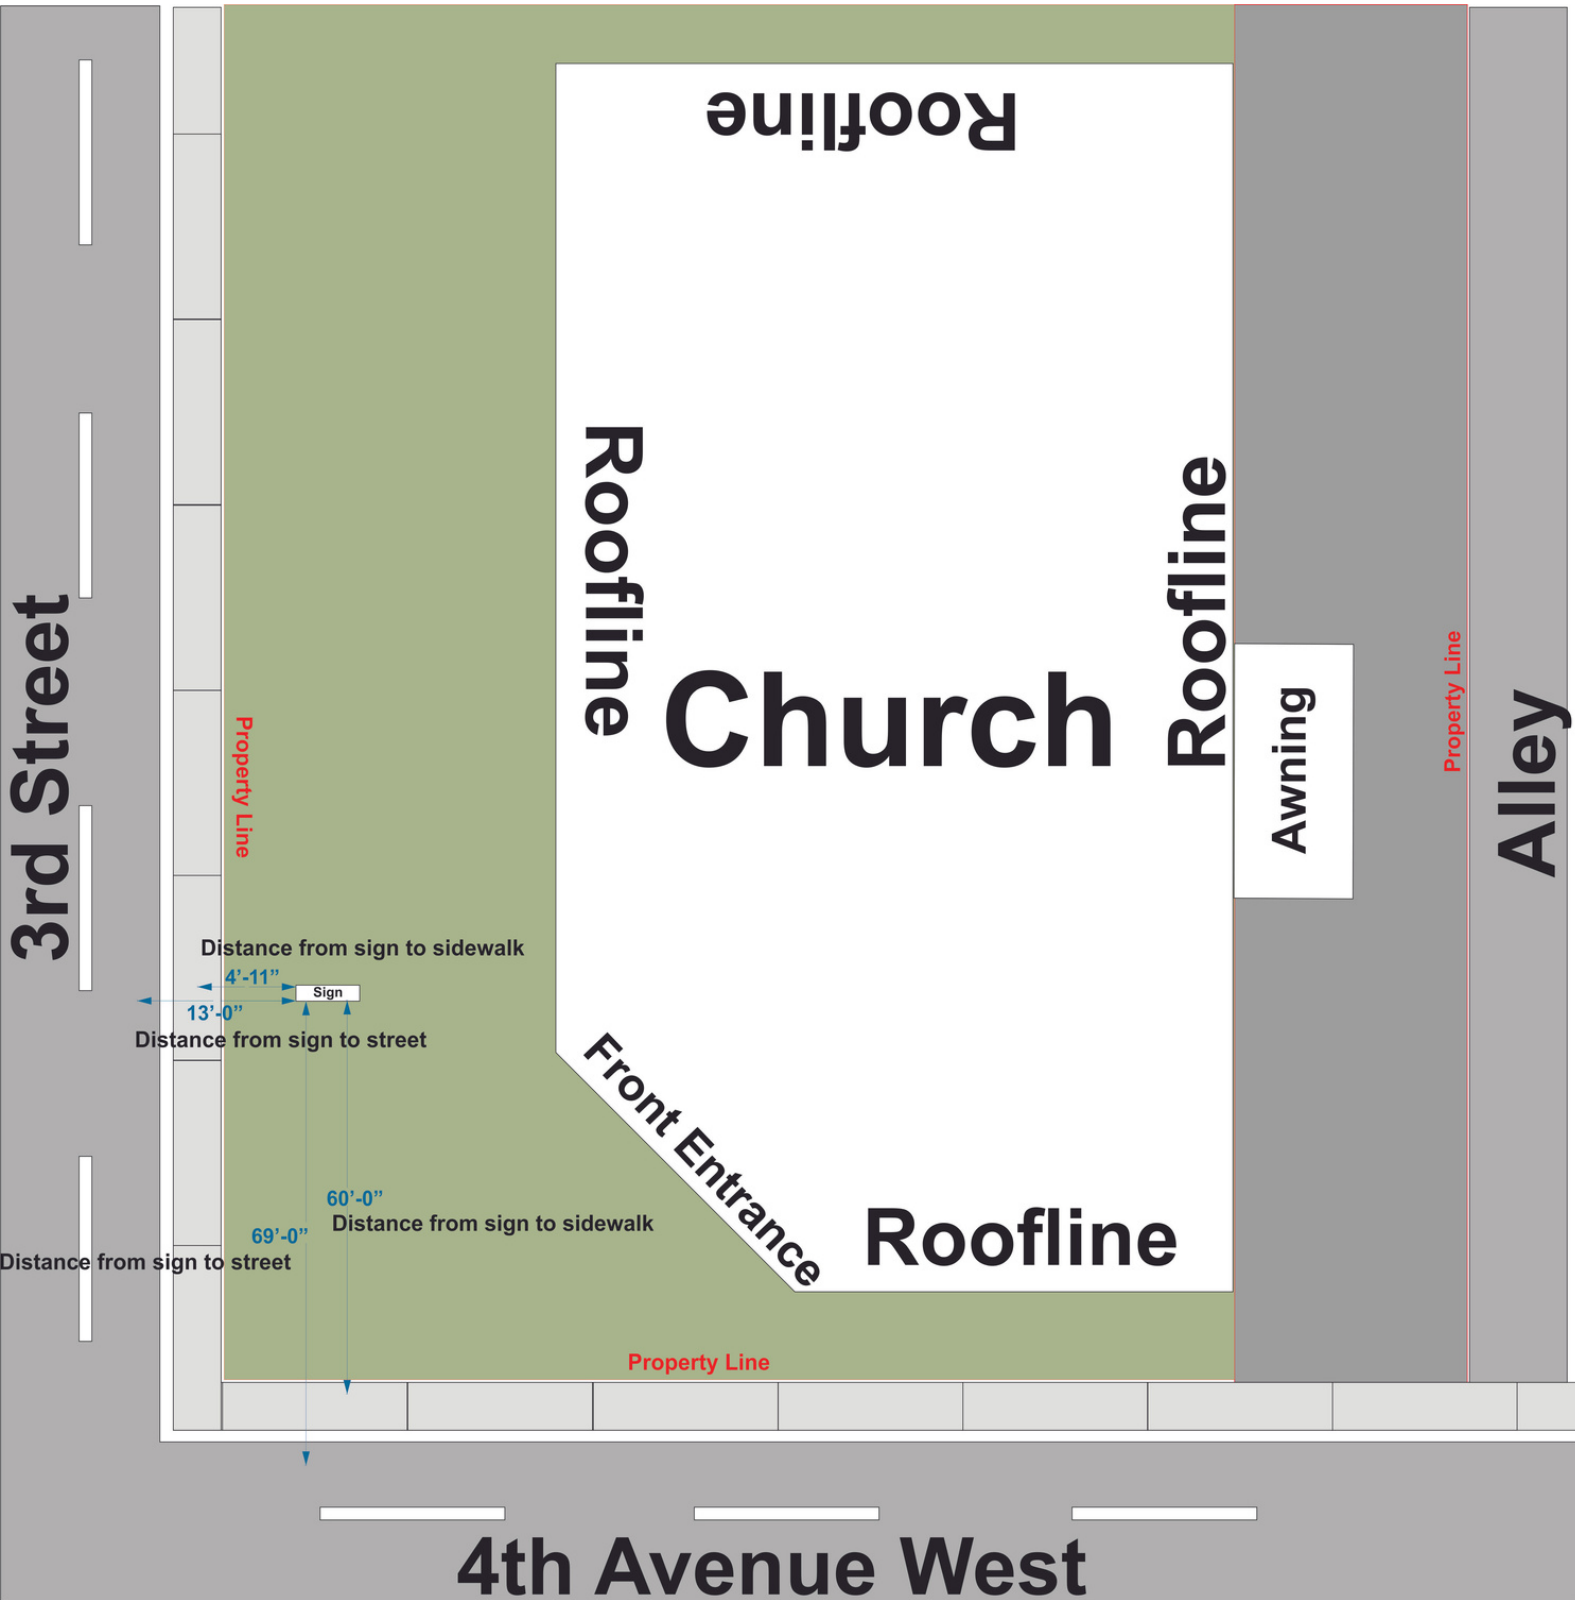 Roofline
Roofline
Roofline
3rd Street
Property Line
Church
Property Line
Awning
Alley
Distance from sign to sidewalk
4’-11”
Sign
13’-0”
Distance from sign to street
Front Entrance
60’-0”
Distance from sign to sidewalk
69’-0”
Distance from sign to street
Roofline
Property Line
4th Avenue West